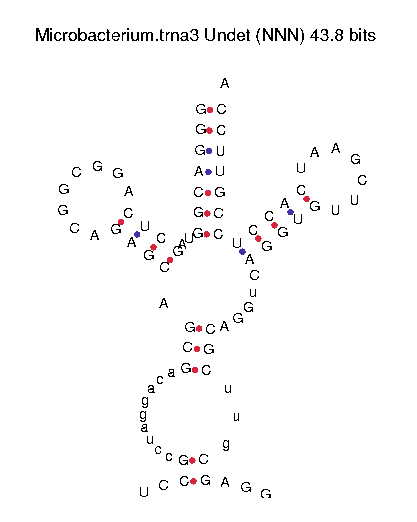 Microbacterium.trna3 Undet (NNN) 43.8 bits
A
G C
G C
G U A A
C G G A U U A G
G A G C G C C
G C G C C A G U U
C A G U C A U G C U C G U
A G G A G G
C A
A U
G
G C A G
C G
a G C
a c
g u
g
a u
u g
c c G C
U C C G A G G